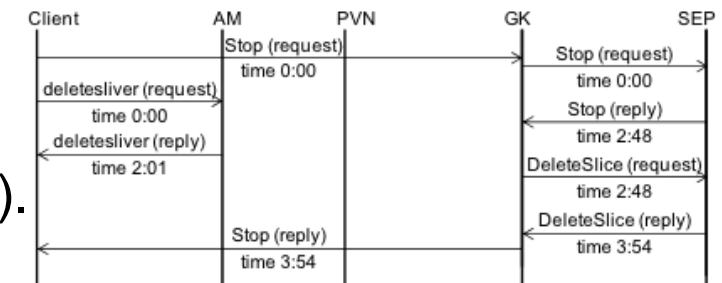 Client AM PVN GK SEP
Stop (request)
time 0:00
Stop (request)
time 0:00
deletesliver (request)
time 0:00
Stop (reply)
time 2:48
deletesliver (reply)
time 2:01
DeleteSlice (request)
time 2:48
).
DeleteSlice (reply)
time 3:54
Stop (reply)
time 3:54